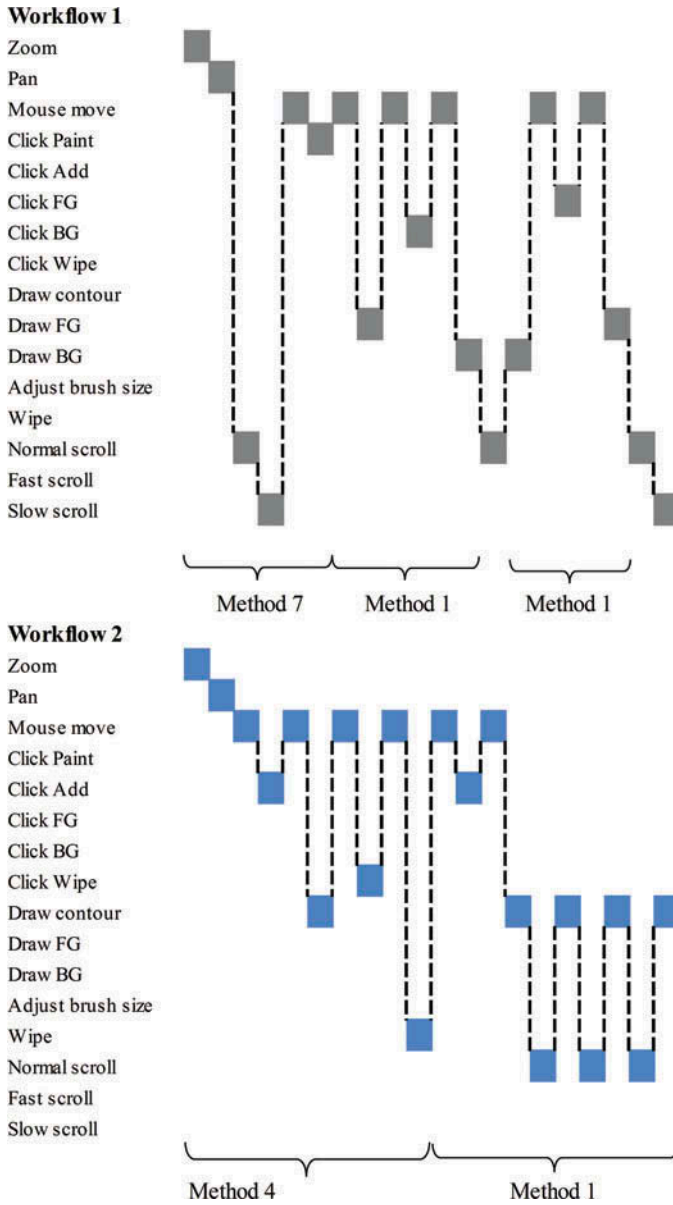 Workflow 1
Zoom
Pan
Mouse move
Click Paint
Click Add
Click FG
Click BG
Click Wipe
Draw contour
Draw FG
Draw BG
Adjust brush size
Wipe
Normal scroll
Fast scroll
Slow scroll
Method 7 Method 1 Method 1
Workflow 2
Zoom
Pan
Mouse move
Click Paint
Click Add
Click FG
Click BG
Click Wipe
Draw contour
Draw FG
Draw BG
Adjust brush size
Wipe
Normal scroll
Fast scroll
Slow scroll
Method 4 Method 1